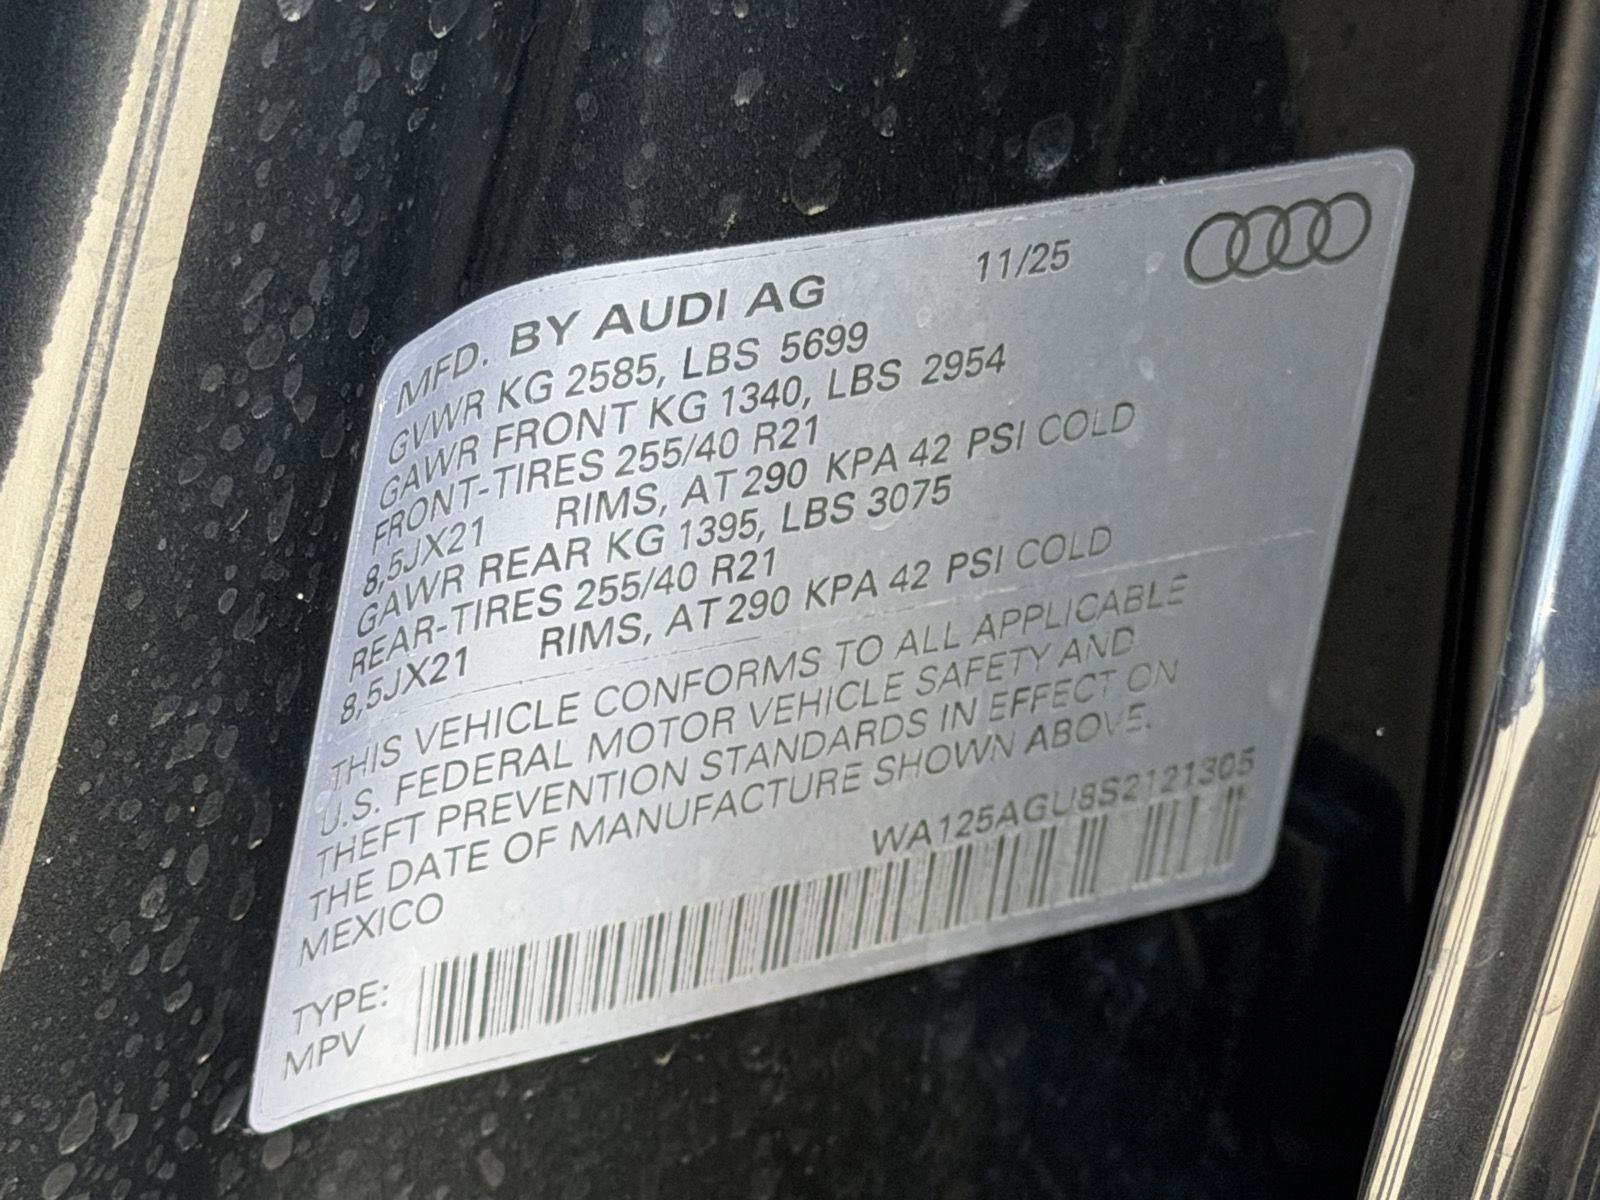 MFD. BY AUDI AG 11/25
GVWR KG 2585, LBS 5699
GAWR FRONT KG 1340, LBS 2954
FRONT-TIRES 255/40 R21
8,5JX21 RIMS, AT 290 KPA 42 PSI COLD
GAWR REAR KG 1395, LBS 3075
REAR-TIRES 255/40 R21
8,5JX21 RIMS, AT 290 KPA 42 PSI COLD
THIS VEHICLE CONFORMS TO ALL APPLICABLE
U.S. FEDERAL MOTOR VEHICLE SAFETY AND
THEFT PREVENTION STANDARDS IN EFFECT ON
THE DATE OF MANUFACTURE SHOWN ABOVE.
MEXICO WA125AGU8S2121305
TYPE:
MPV